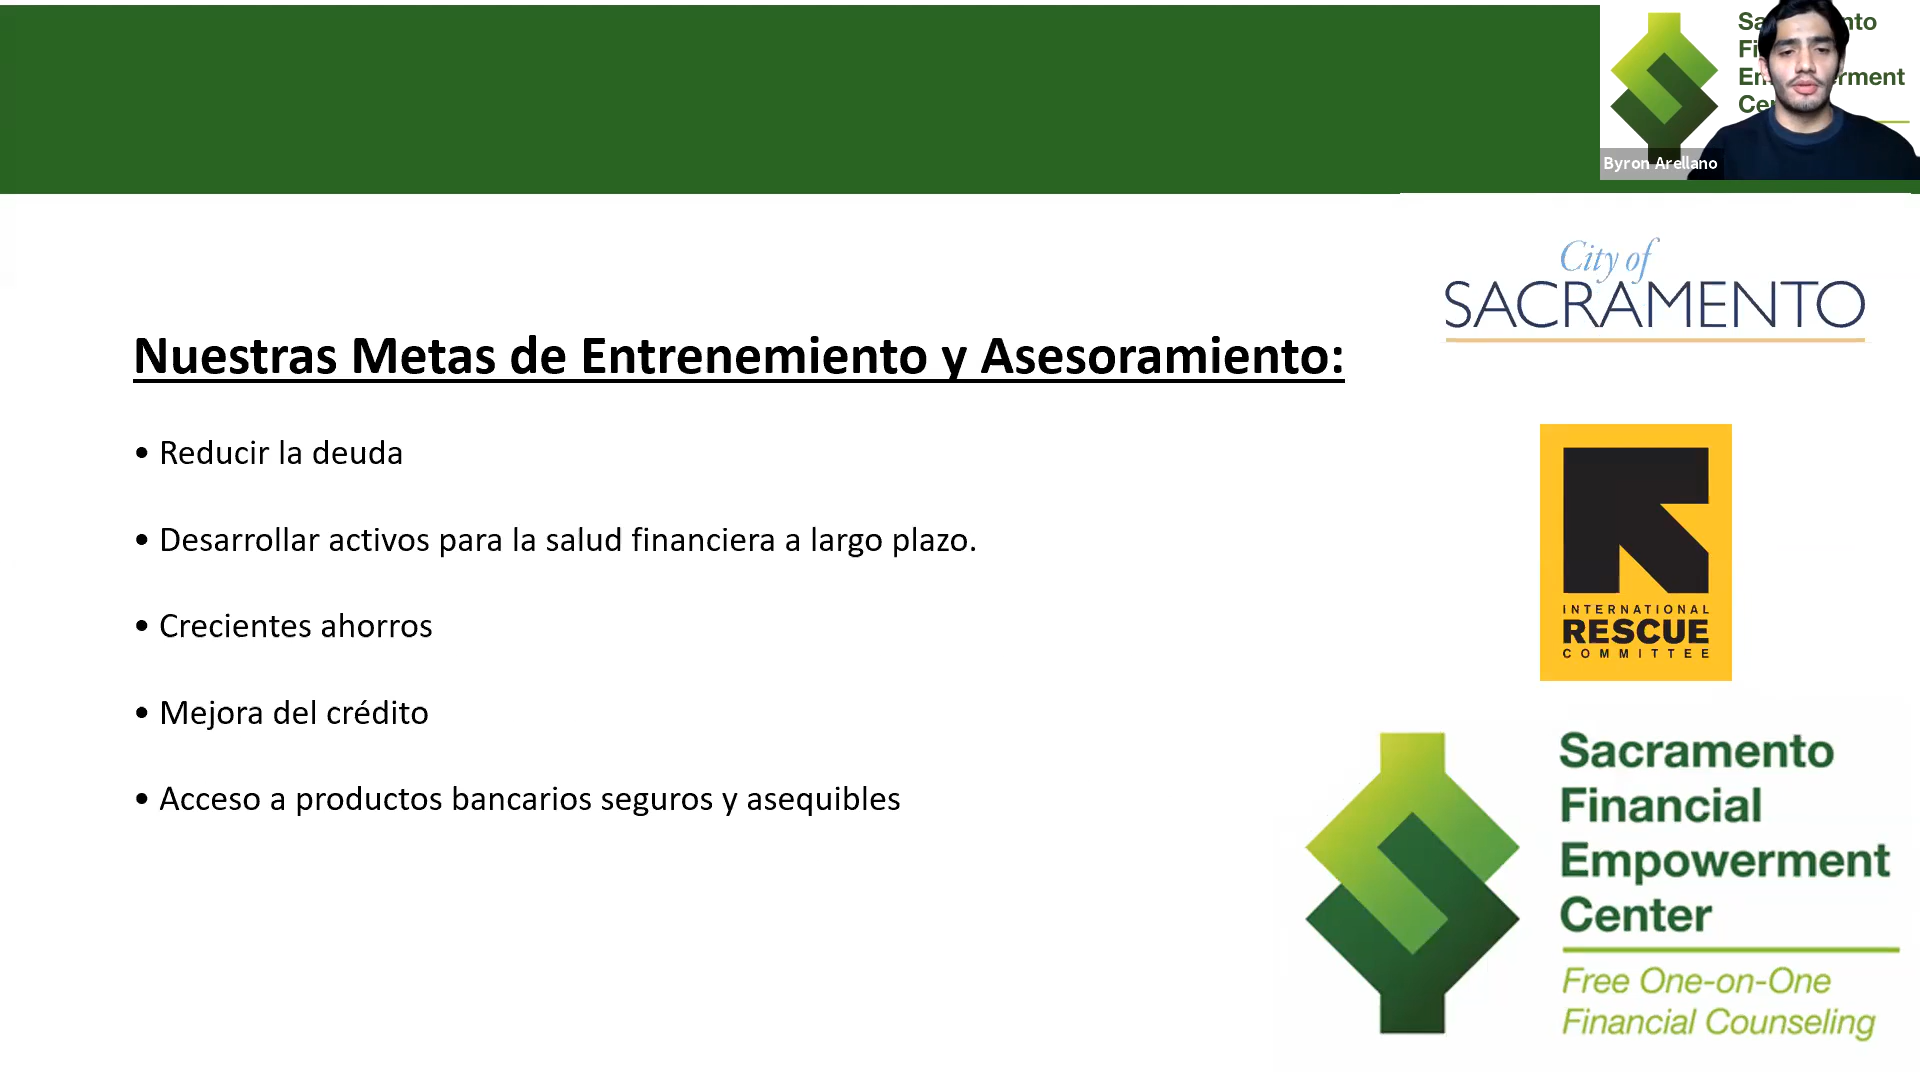 Byron Arellano
City of
SACRAMENTO
Nuestras Metas de Entrenemiento y Asesoramiento:
• Reducir la deuda
• Desarrollar activos para la salud financiera a largo plazo.
• Crecientes ahorros
• Mejora del crédito
• Acceso a productos bancarios seguros y asequibles
INTERNATIONAL
RESCUE
COMMITTEE
Sacramento
Financial
Empowerment
Center
Free One-on-One
Financial Counseling